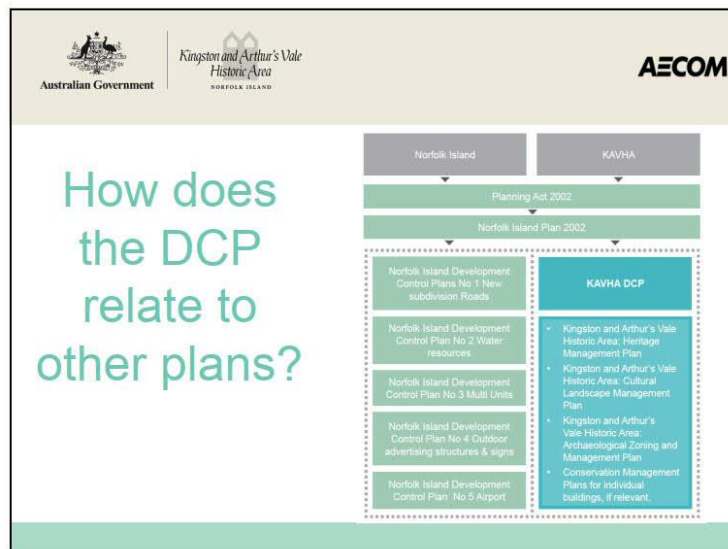 Australian Government
Kingston and Arthur's Vale
Historic Area
NORFOLK ISLAND
AECOM
How does
the DCP
relate to
other plans?
Norfolk Island
KAVHA
Planning Act 2002
Norfolk Island Plan 2002
Norfolk Island Development
Control Plans No 1 New
subdivision Roads
Norfolk Island Development
Control Plan No 2 Water
resources
Norfolk Island Development
Control Plan No 3 Multi Units
Norfolk Island Development
Control Plan No 4 Outdoor
advertising structures & signs
Norfolk Island Development
Control Plan No 5 Airport
KAVHA DCP
• Kingston and Arthur's Vale
Historic Area: Heritage
Management Plan
• Kingston and Arthur's Vale
Historic Area: Cultural
Landscape Management
Plan
• Kingston and Arthur's
Vale Historic Area:
Archaeological Zoning and
Management Plan
• Conservation Management
Plans for individual
buildings, if relevant.